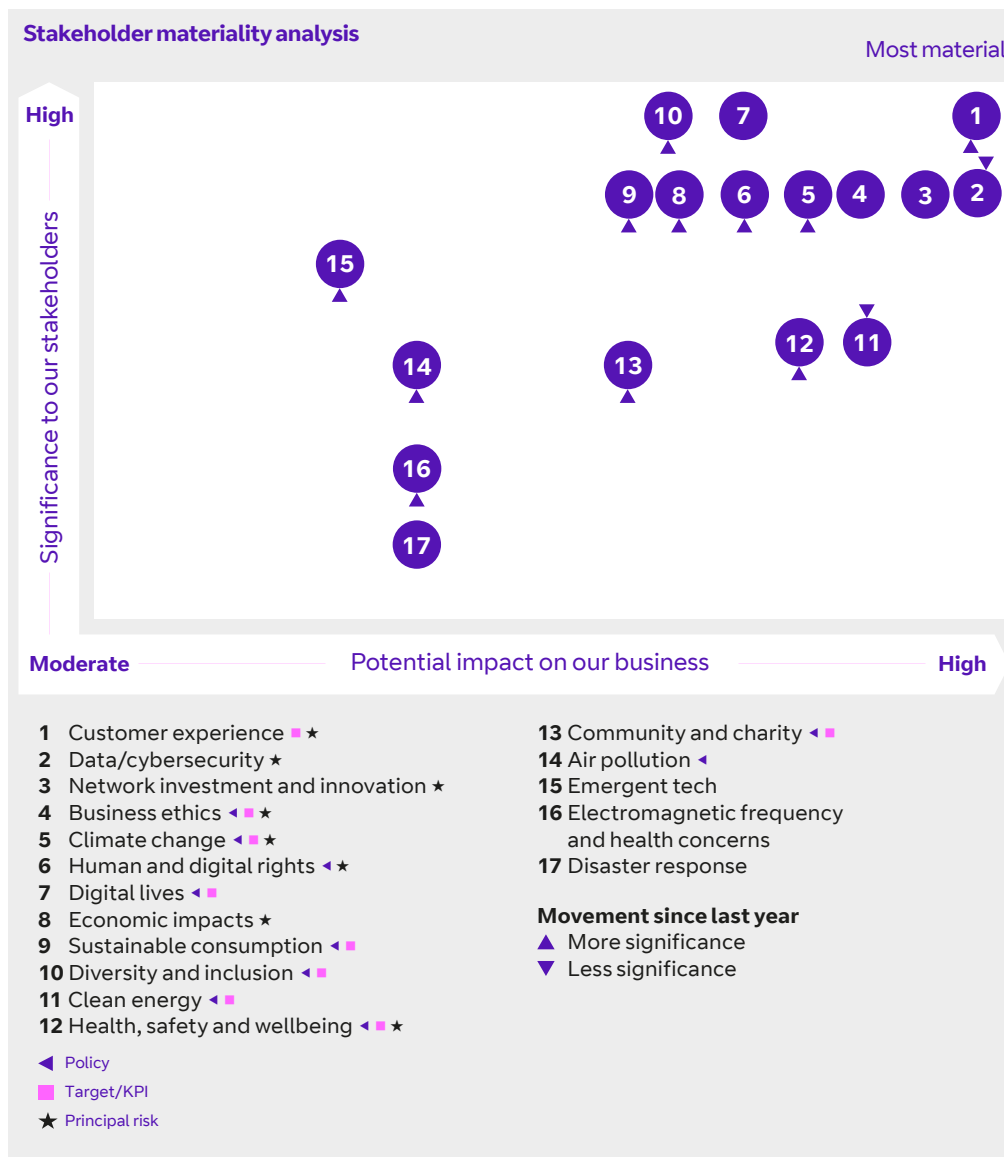 Stakeholder materiality analysis
Most material
High
Significance to our stakeholders
10
7
1
9
8
6
5
4
3
2
15
12
11
14
13
16
17
Moderate
Potential impact on our business
High
1 Customer experience
2 Data/cybersecurity
3 Network investment and innovation
4 Business ethics
5 Climate change
6 Human and digital rights
7 Digital lives
8 Economic impacts
9 Sustainable consumption
10 Diversity and inclusion
11 Clean energy
12 Health, safety and wellbeing
Policy
Target/KPI
Principal risk
13 Community and charity
14 Air pollution
15 Emergent tech
16 Electromagnetic frequency
and health concerns
17 Disaster response
Movement since last year
More significance
Less significance